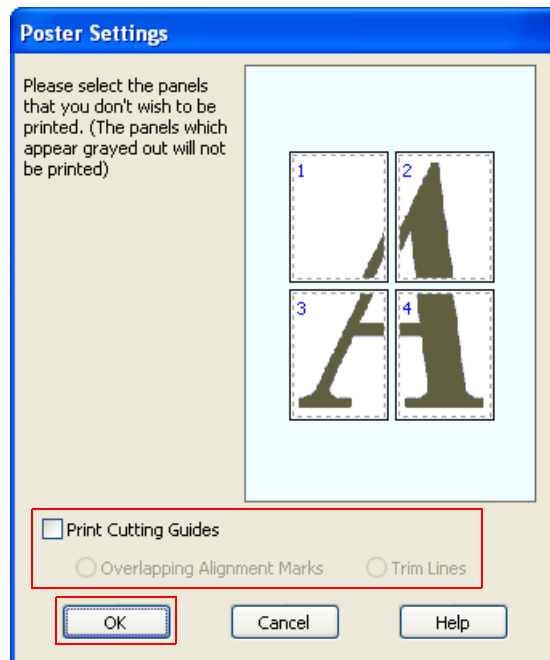 Poster Settings
Please select the panels
that you don't wish to be
printed. (The panels which
appear grayed out will not
be printed)
1
2
3
4
Print Cutting Guides
Overlapping Alignment Marks
Trim Lines
OK
Cancel
Help